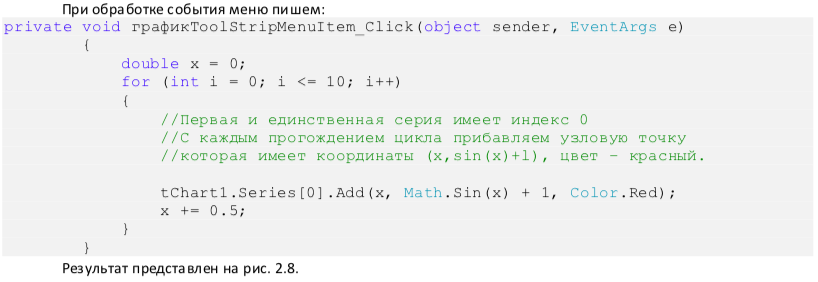 При обработке события меню пишем:
private void графикToolStripMenuItem_Click(object sender, EventArgs e)
{
double x = 0;
for (int i = 0; i <= 10; i++)
{
//Первая и единственная серия имеет индекс 0
//С каждым прогождением цикла прибавляем узловую точку
//которая имеет координаты (x,sin(x)+1), цвет – красный.
tChart1.Series[0].Add(x, Math.Sin(x) + 1, Color.Red);
x += 0.5;
}
}
Результат представлен на рис. 2.8.